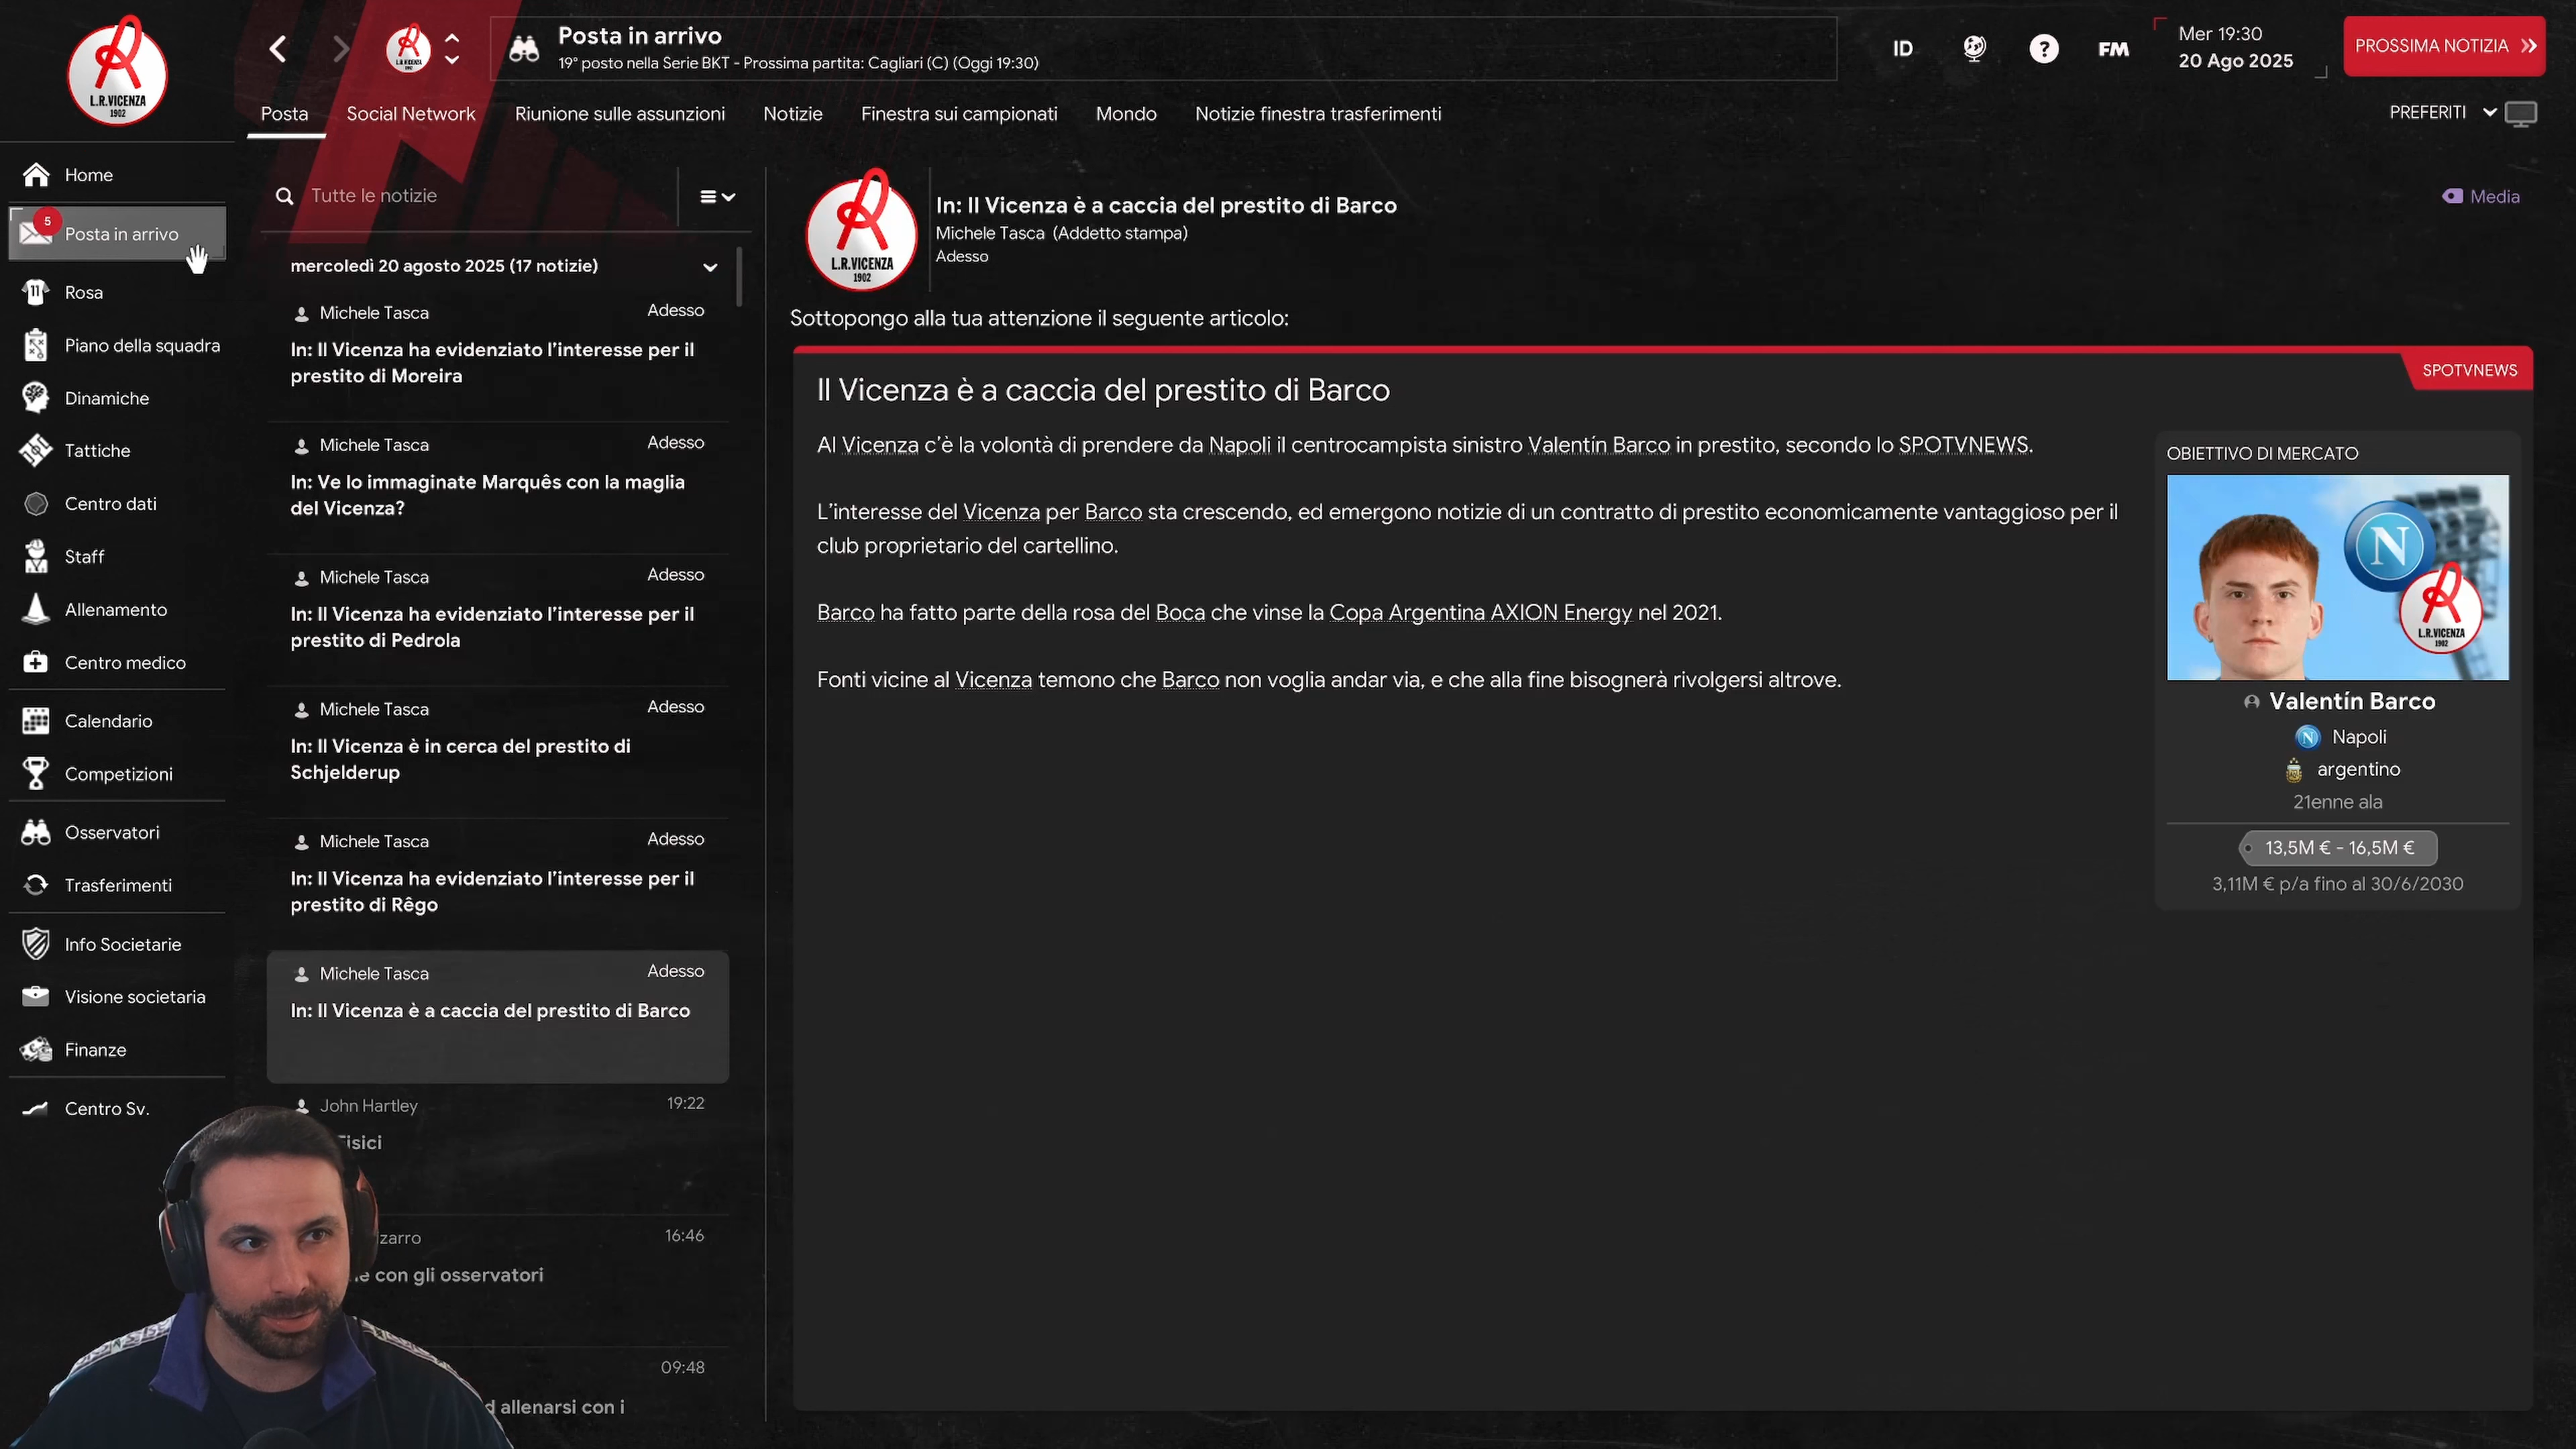 L.R.VICENZA
1902
Posta in arrivo
19° posto nella Serie BKT - Prossima partita: Cagliari (C) (Oggi 19:30)
ID
?
FM
Mer 19:30
20 Ago 2025
PROSSIMA NOTIZIA
Posta
Social Network
Riunione sulle assunzioni
Notizie
Finestra sui campionati
Mondo
Notizie finestra trasferimenti
PREFERITI
Home
5
Posta in arrivo
11
Rosa
Piano della squadra
Dinamiche
Tattiche
Centro dati
Staff
Allenamento
Centro medico
Calendario
Competizioni
Osservatori
Trasferimenti
Info Societarie
Visione societaria
Finanze
Centro Sv.
Tutte le notizie
mercoledì 20 agosto 2025 (17 notizie)
Michele Tasca
Adesso
In: Il Vicenza ha evidenziato l'interesse per il
prestito di Moreira
Michele Tasca
Adesso
In: Ve lo immaginate Marquês con la maglia
del Vicenza?
Michele Tasca
Adesso
In: Il Vicenza ha evidenziato l'interesse per il
prestito di Pedrola
Michele Tasca
Adesso
In: Il Vicenza è in cerca del prestito di
Schjelderup
Michele Tasca
Adesso
In: Il Vicenza ha evidenziato l'interesse per il
prestito di Rêgo
Michele Tasca
Adesso
In: Il Vicenza è a caccia del prestito di Barco
John Hartley
19:22
Fisici
zarro
16:46
con gli osservatori
09:48
allenarsi con i
L.R.VICENZA
1902
In: Il Vicenza è a caccia del prestito di Barco
Michele Tasca (Addetto stampa)
Adesso
Media
Sottopongo alla tua attenzione il seguente articolo:
SPOTVNEWS
Il Vicenza è a caccia del prestito di Barco
Al Vicenza c'è la volontà di prendere da Napoli il centrocampista sinistro Valentín Barco in prestito, secondo lo SPOTVNEWS.
L'interesse del Vicenza per Barco sta crescendo, ed emergono notizie di un contratto di prestito economicamente vantaggioso per il
club proprietario del cartellino.
Barco ha fatto parte della rosa del Boca che vinse la Copa Argentina AXION Energy nel 2021.
Fonti vicine al Vicenza temono che Barco non voglia andar via, e che alla fine bisognerà rivolgersi altrove.
OBIETTIVO DI MERCATO
N
L.R.VICENZA
1902
Valentín Barco
Napoli
argentino
21enne ala
13,5M € - 16,5M €
3,11M € p/a fino al 30/6/2030